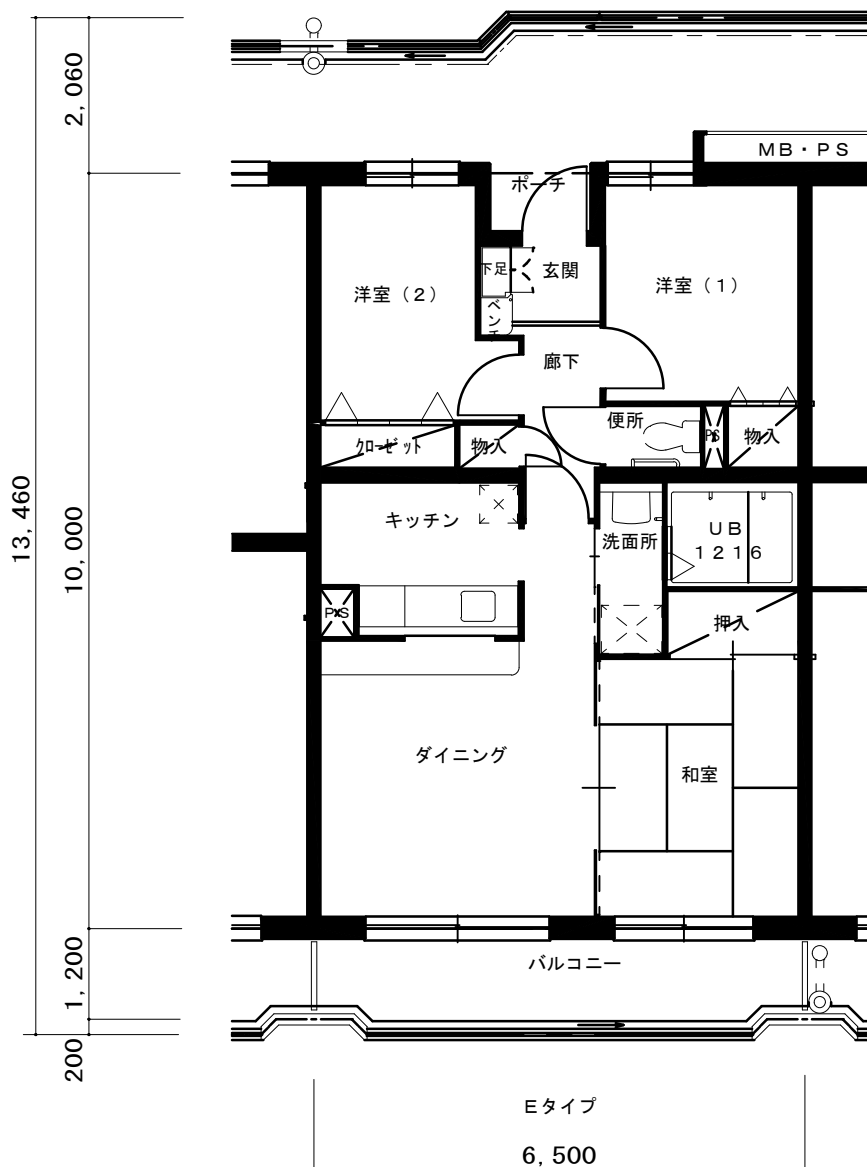 2,060
MB・PS
ポーチ
下足
玄関
洋室(2)
洋室(1)
ベンチ
廊下
便所
クローゼット
物入
PS
物入
13,460
10,000
キッチン
洗面所
UB
1216
PS
押入
ダイニング
和室
1,200
バルコニー
200
Eタイプ
6,500